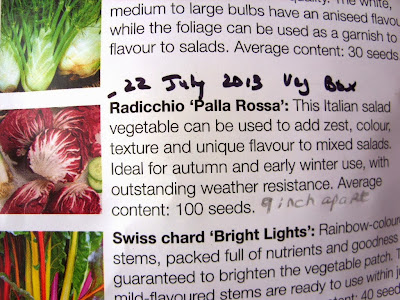 medium to large bulbs have an aniseed flavou
while the foliage can be used as a garnish to
flavour to salads. Average content: 30 seeds.
22 July 2013 Veg Box
Radicchio ‘Palla Rossa’: This Italian salad
vegetable can be used to add zest, colour,
texture and unique flavour to mixed salads.
Ideal for autumn and early winter use, with
outstanding weather resistance. Average
content: 100 seeds. 9 inch apart
Swiss chard ‘Bright Lights’: Rainbow-colour
stems, packed full of nutrients and goodness
guaranteed to brighten the vegetable patch. T
mild-flavoured stems are ready to use within j
content: 40 seed